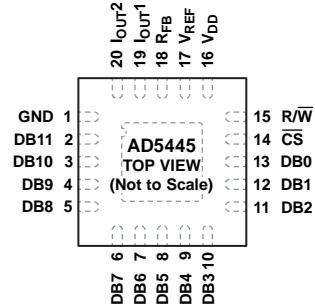 20 IOUT2
19 IOUT1
18 RFB
17 VREF
16 VDD
GND 1
DB11 2
DB10 3
DB9 4
DB8 5
AD5445
TOP VIEW
(Not to Scale)
15 R/W̅
14 C̅S̅
13 DB0
12 DB1
11 DB2
DB7 6
DB6 7
DB5 8
DB4 9
DB3 10